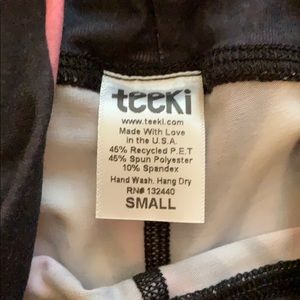 teeki
www.teeki.com
Made With Love
in the U.S.A.
45% Recycled P.E.T
45% Spun Polyester
10% Spandex
Hand Wash. Hang Dry
RN# 132440
SMALL